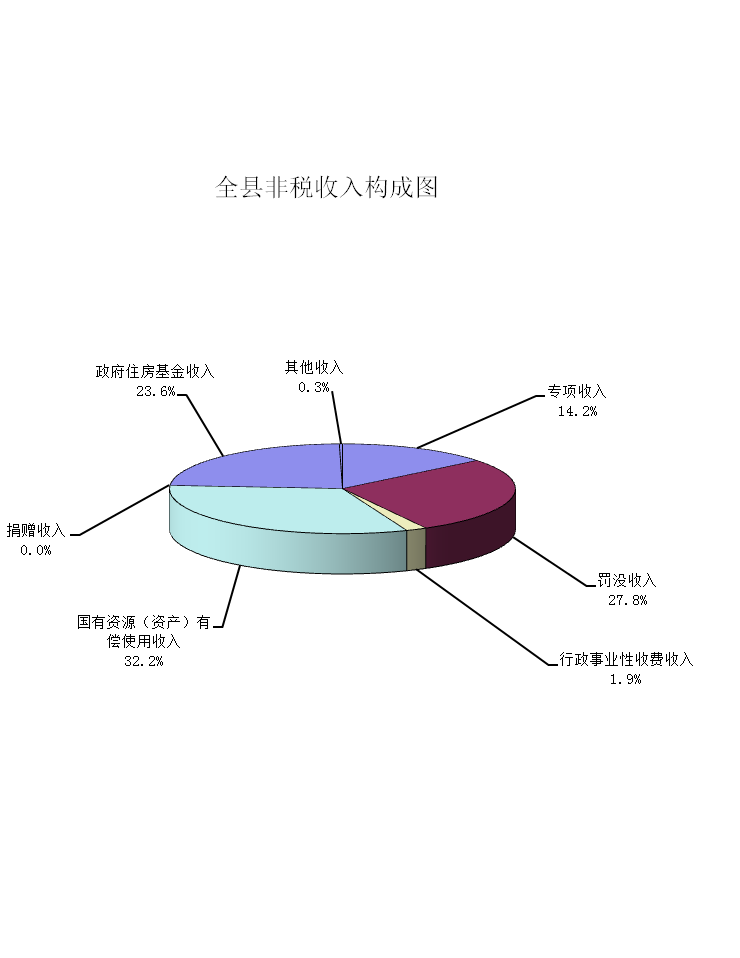 全县非税收入构成图
其他收入
0.3%
政府住房基金收入
23.6%
专项收入
14.2%
捐赠收入
0.0%
罚没收入
27.8%
国有资源（资产）有
偿使用收入
32.2%
行政事业性收费收入
1.9%